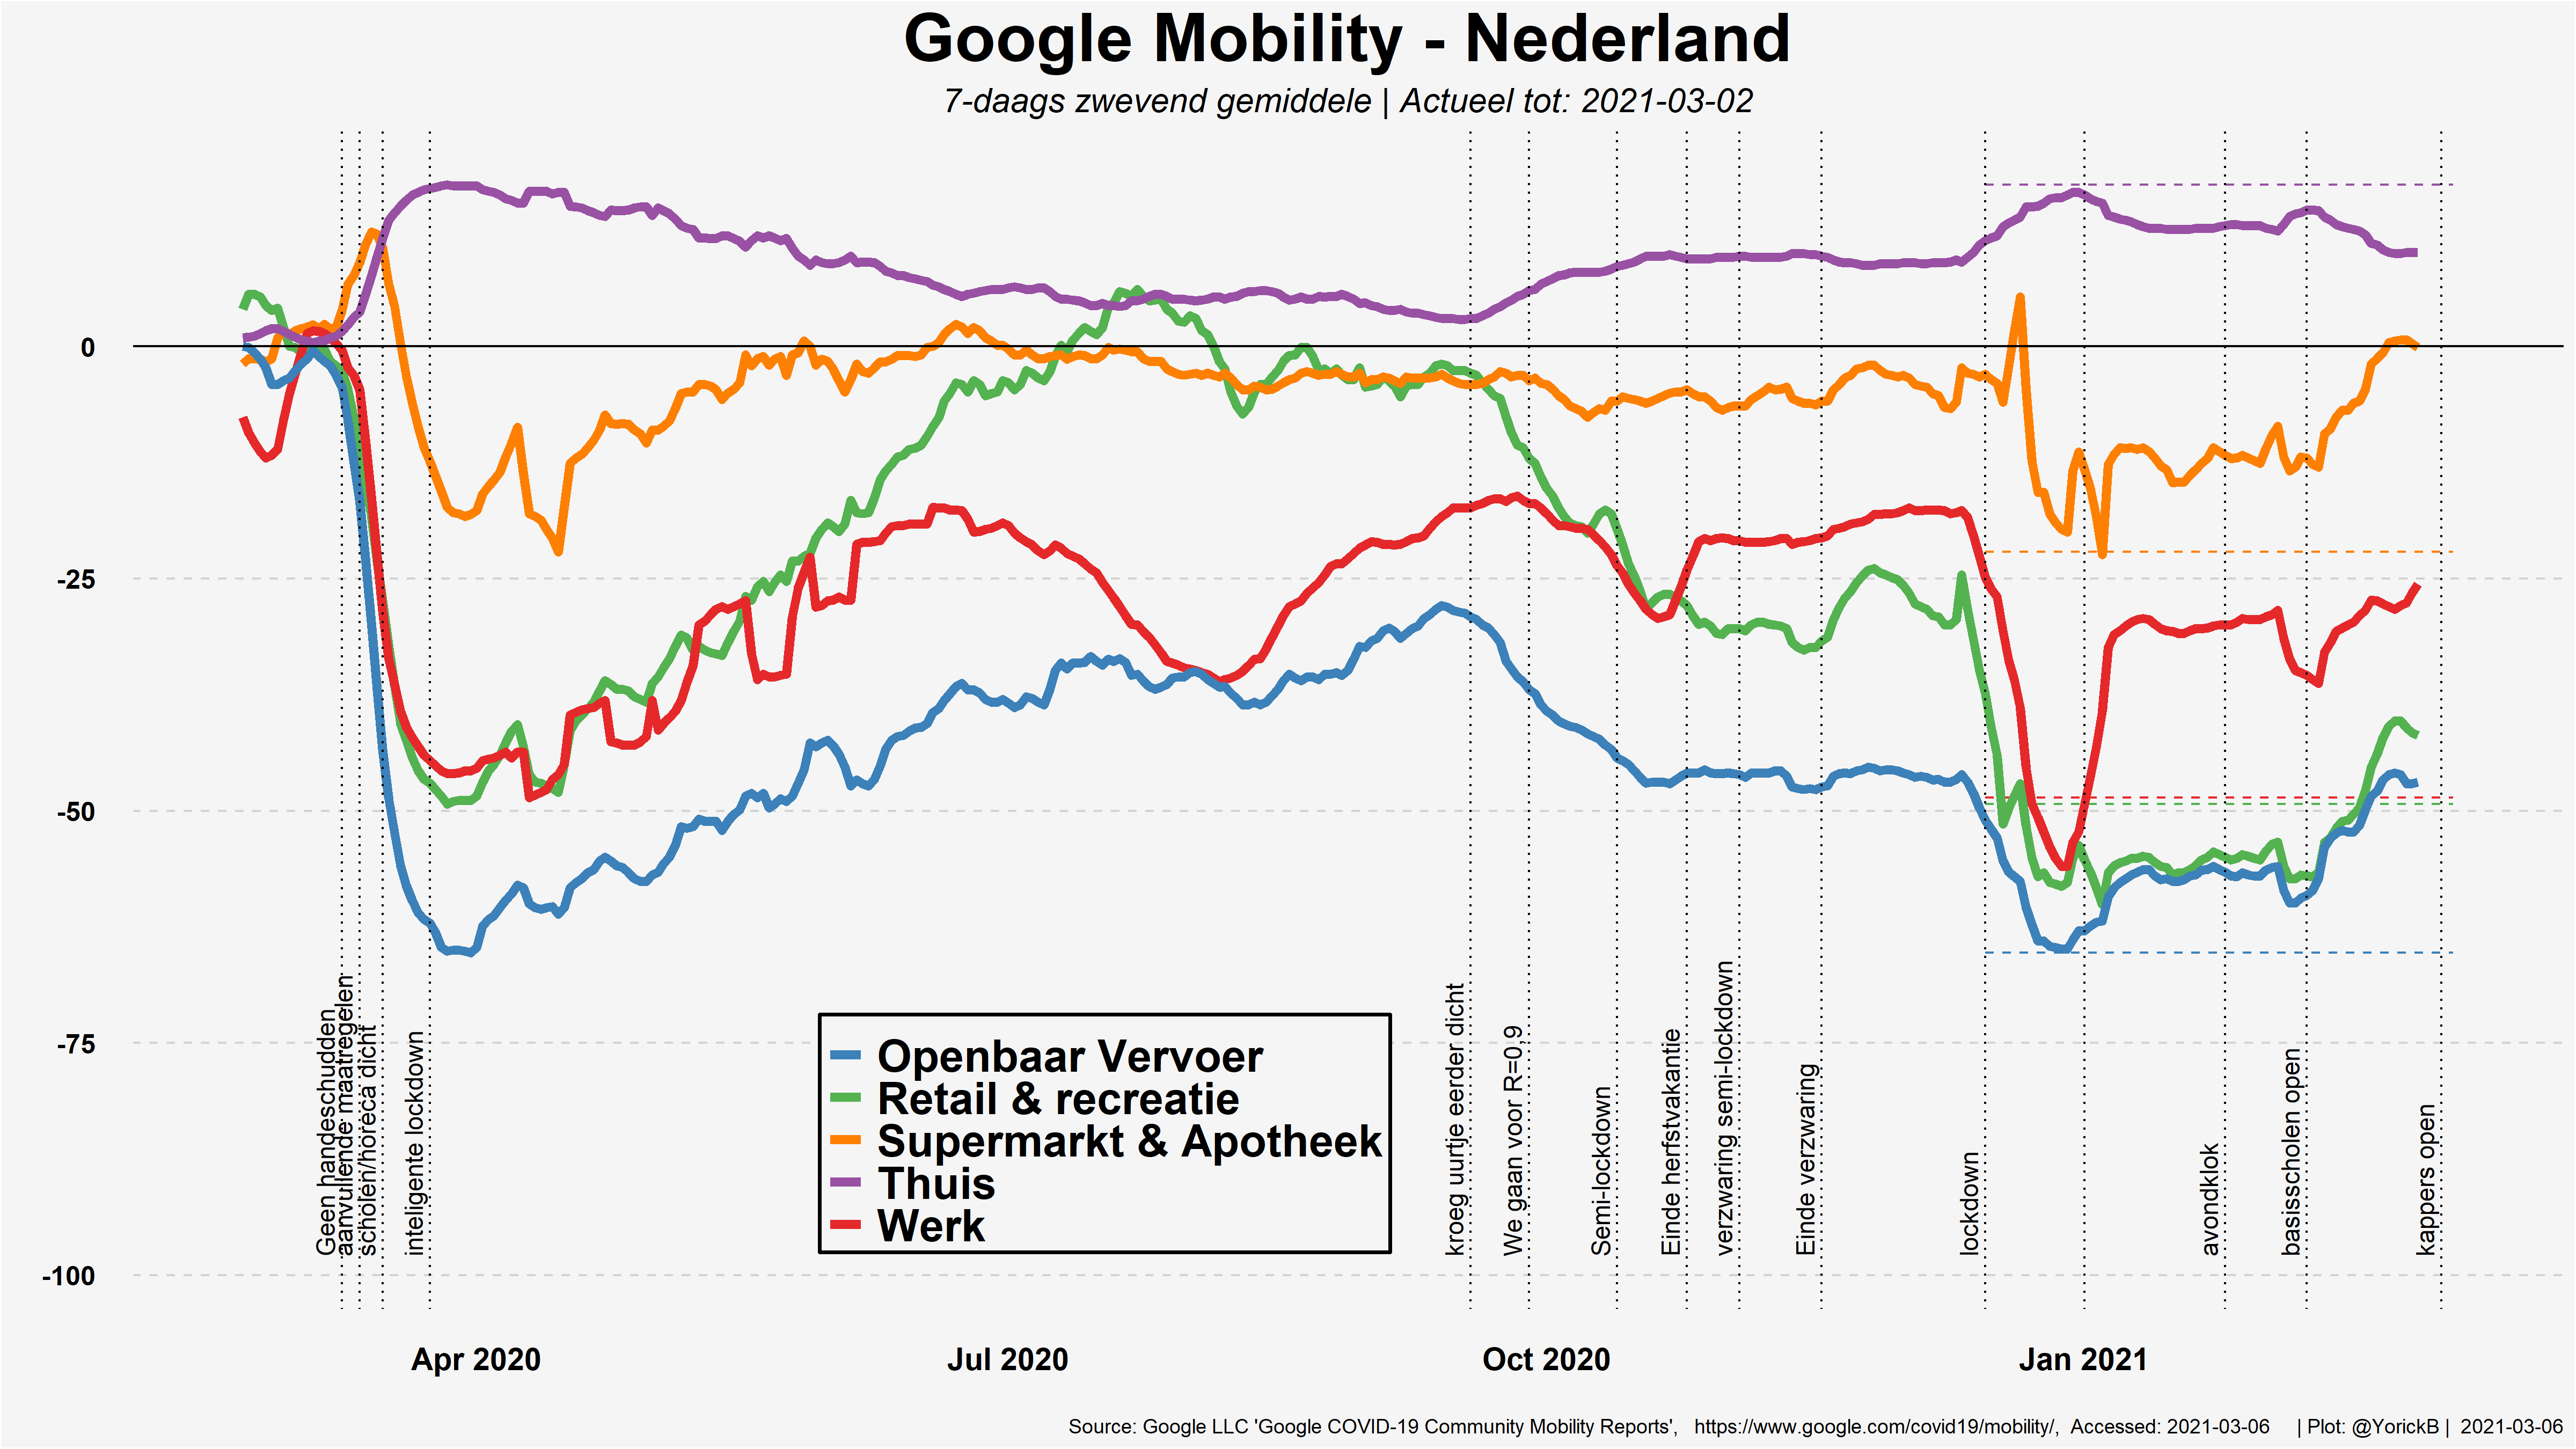 Google Mobility - Nederland
7-daags zwevend gemiddele | Actueel tot: 2021-03-02
0
-25
-50
-75
-100
Geen handeschudden
aanvullende maatregelen
scholen/horeca dicht
inteligente lockdown
kroeg uurtje eerder dicht
We gaan voor R=0,9
Semi-lockdown
Einde herfstvakantie
verzwaring semi-lockdown
Einde verzwaring
lockdown
avondklok
basisscholen open
kappers open
Openbaar Vervoer
Retail & recreatie
Supermarkt & Apotheek
Thuis
Werk
Apr 2020
Jul 2020
Oct 2020
Jan 2021
Source: Google LLC 'Google COVID-19 Community Mobility Reports', https://www.google.com/covid19/mobility/, Accessed: 2021-03-06 | Plot: @YorickB | 2021-03-06